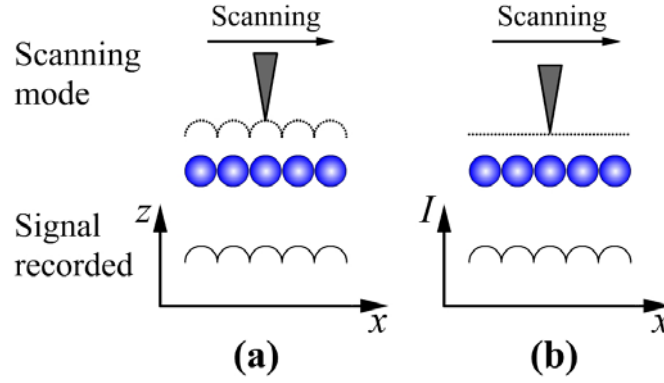 Scanning
Scanning
Scanning
mode
z
I
Signal
recorded
x
x
(a)
(b)